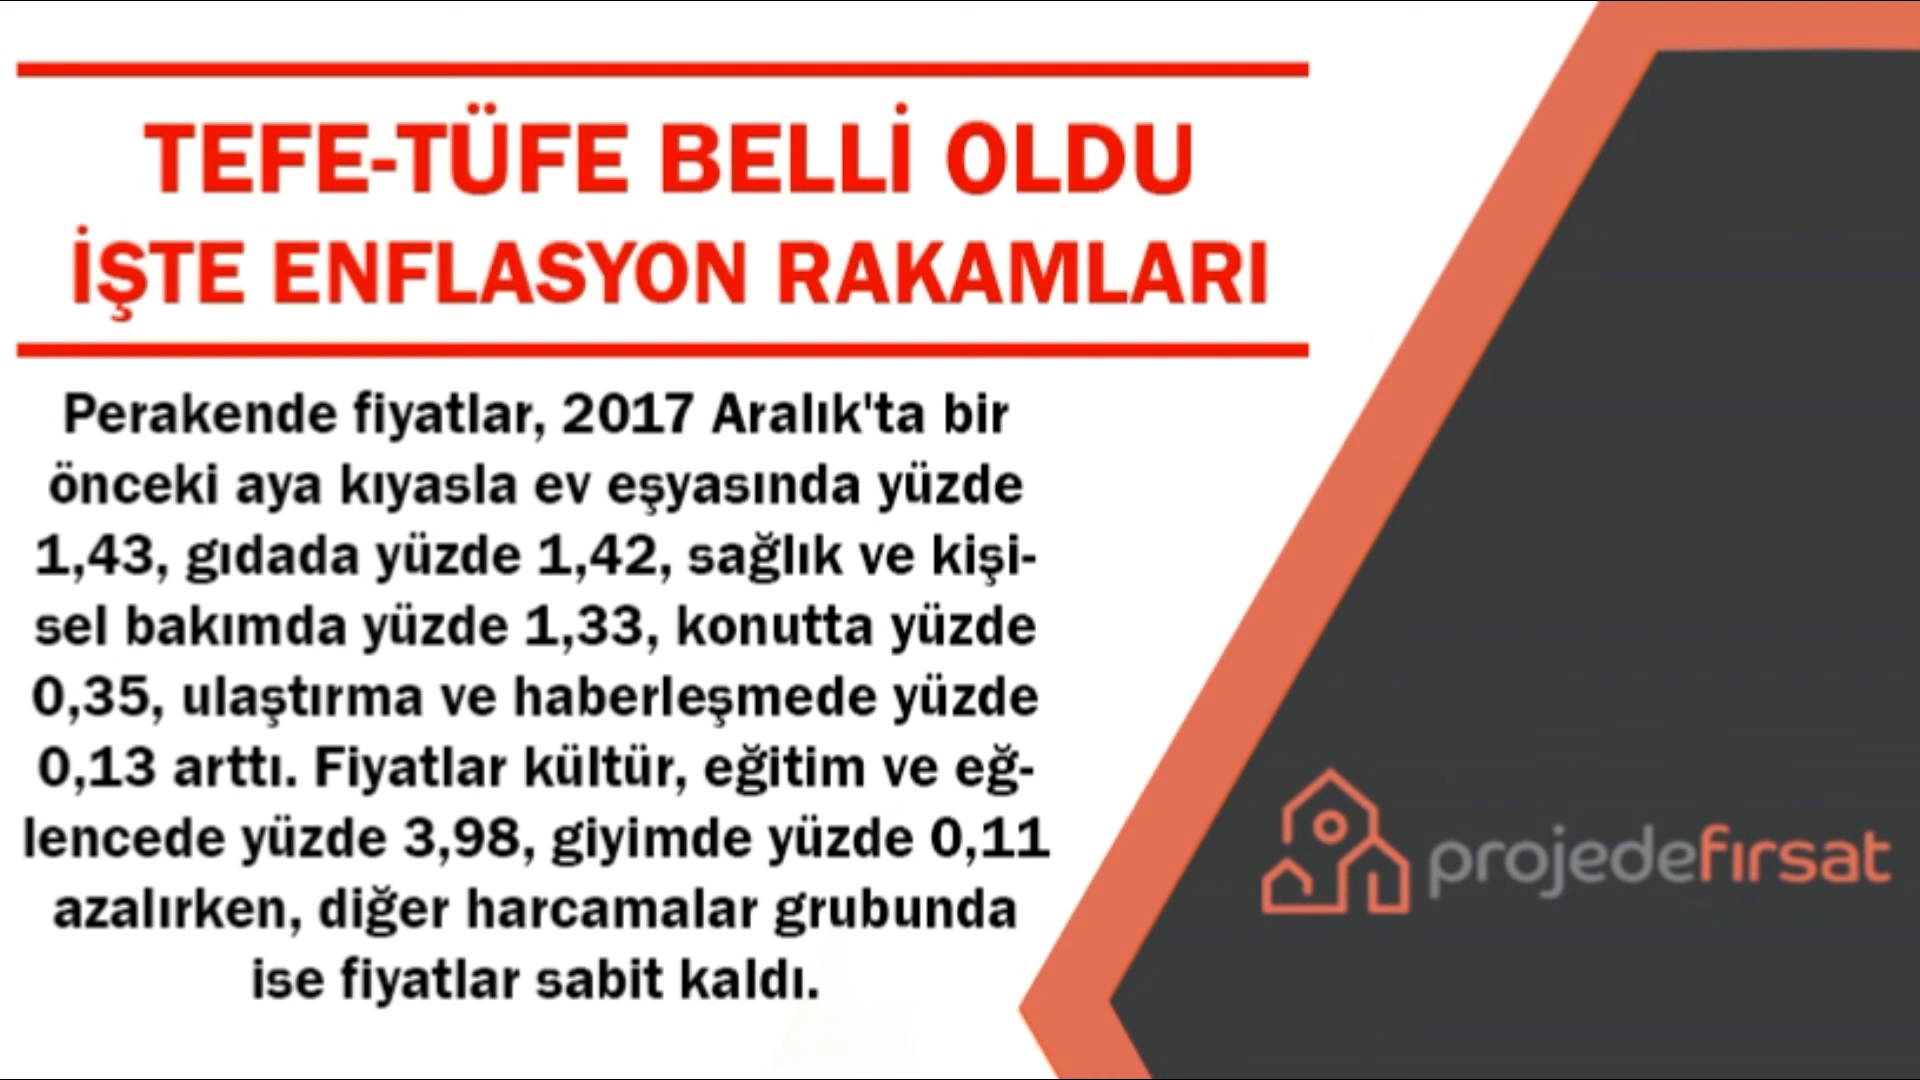 TEFE-TÜFE BELLİ OLDU
İŞTE ENFLASYON RAKAMLARI
Perakende fiyatlar, 2017 Aralık'ta bir
önceki aya kıyasla ev eşyasında yüzde
1,43, gıdada yüzde 1,42, sağlık ve kişi-
sel bakımda yüzde 1,33, konutta yüzde
0,35, ulaştırma ve haberleşmede yüzde
0,13 arttı. Fiyatlar kültür, eğitim ve eğ-
lencede yüzde 3,98, giyimde yüzde 0,11
azalırken, diğer harcamalar grubunda
ise fiyatlar sabit kaldı.
projedefırsat